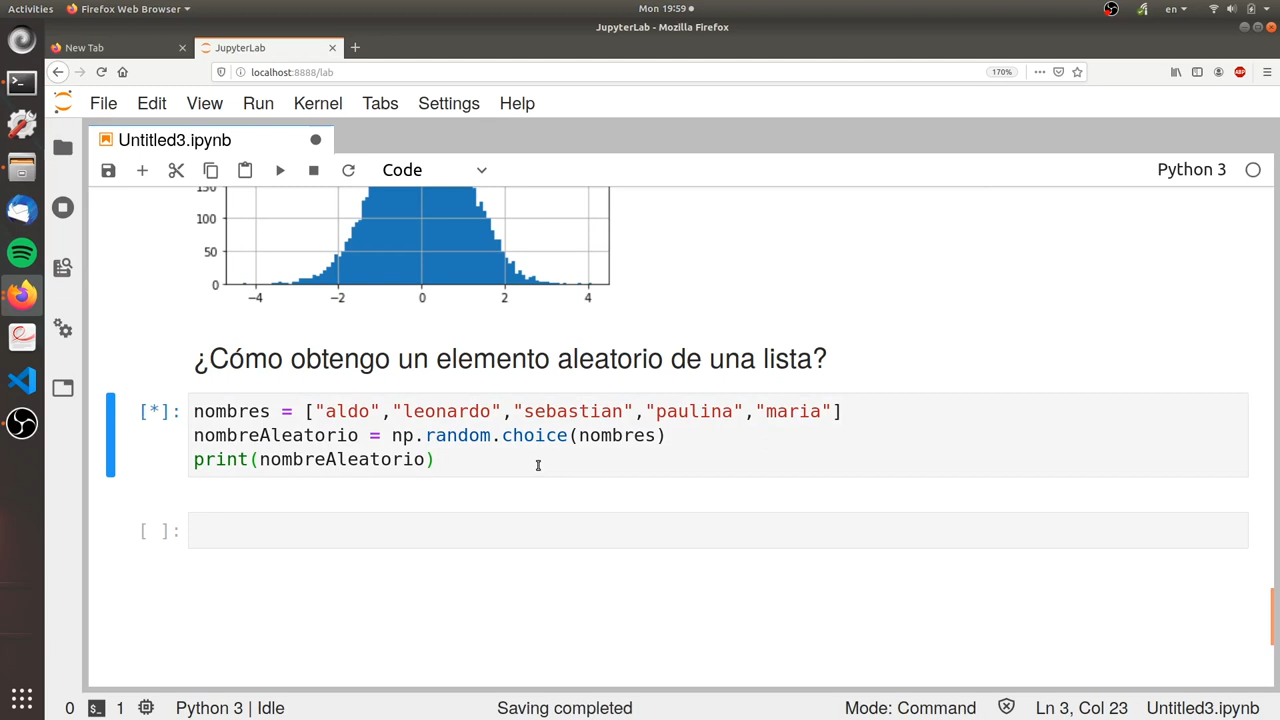 Activities Firefox Web Browser Mon 19:59 en
JupyterLab - Mozilla Firefox
New Tab JupyterLab
localhost:8888/lab 170% ABP
File Edit View Run Kernel Tabs Settings Help
Untitled3.ipynb
Code Python 3
150
100
50
0
−4 −2 0 2 4
¿Cómo obtengo un elemento aleatorio de una lista?
[*]: nombres = ["aldo","leonardo","sebastian","paulina","maria"]
nombreAleatorio = np.random.choice(nombres)
print(nombreAleatorio)
[ ]:
0 1 Python 3 | Idle Saving completed Mode: Command Ln 3, Col 23 Untitled3.ipynb